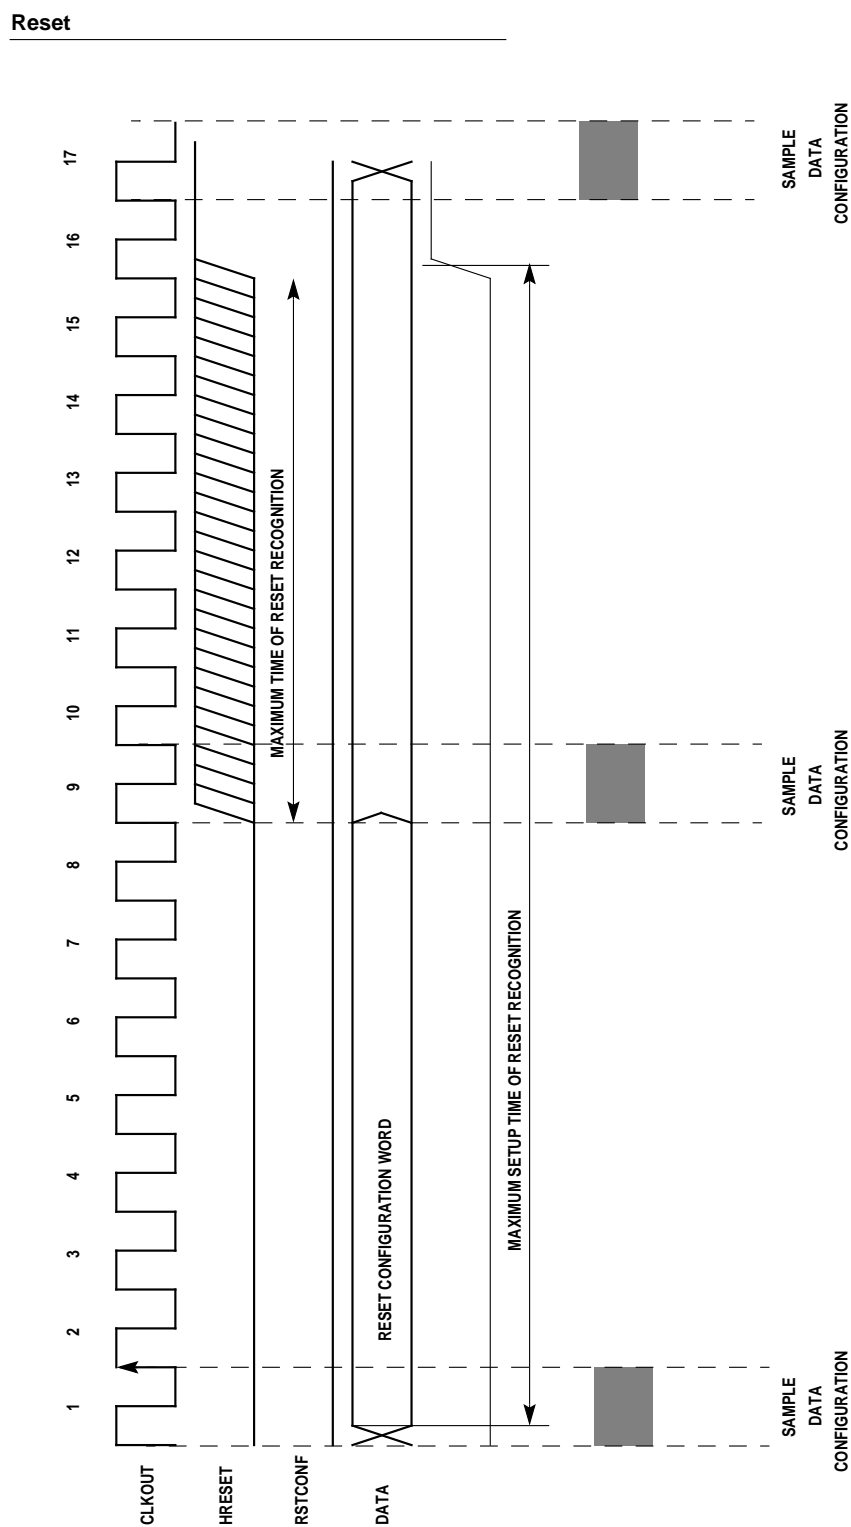 Reset
1 2 3 4 5 6 7 8 9 10 11 12 13 14 15 16 17
CLKOUT
HRESET
MAXIMUM TIME OF RESET RECOGNITION
RSTCONF
DATA
RESET CONFIGURATION WORD
MAXIMUM SETUP TIME OF RESET RECOGNITION
SAMPLE
DATA
CONFIGURATION
SAMPLE
DATA
CONFIGURATION
SAMPLE
DATA
CONFIGURATION